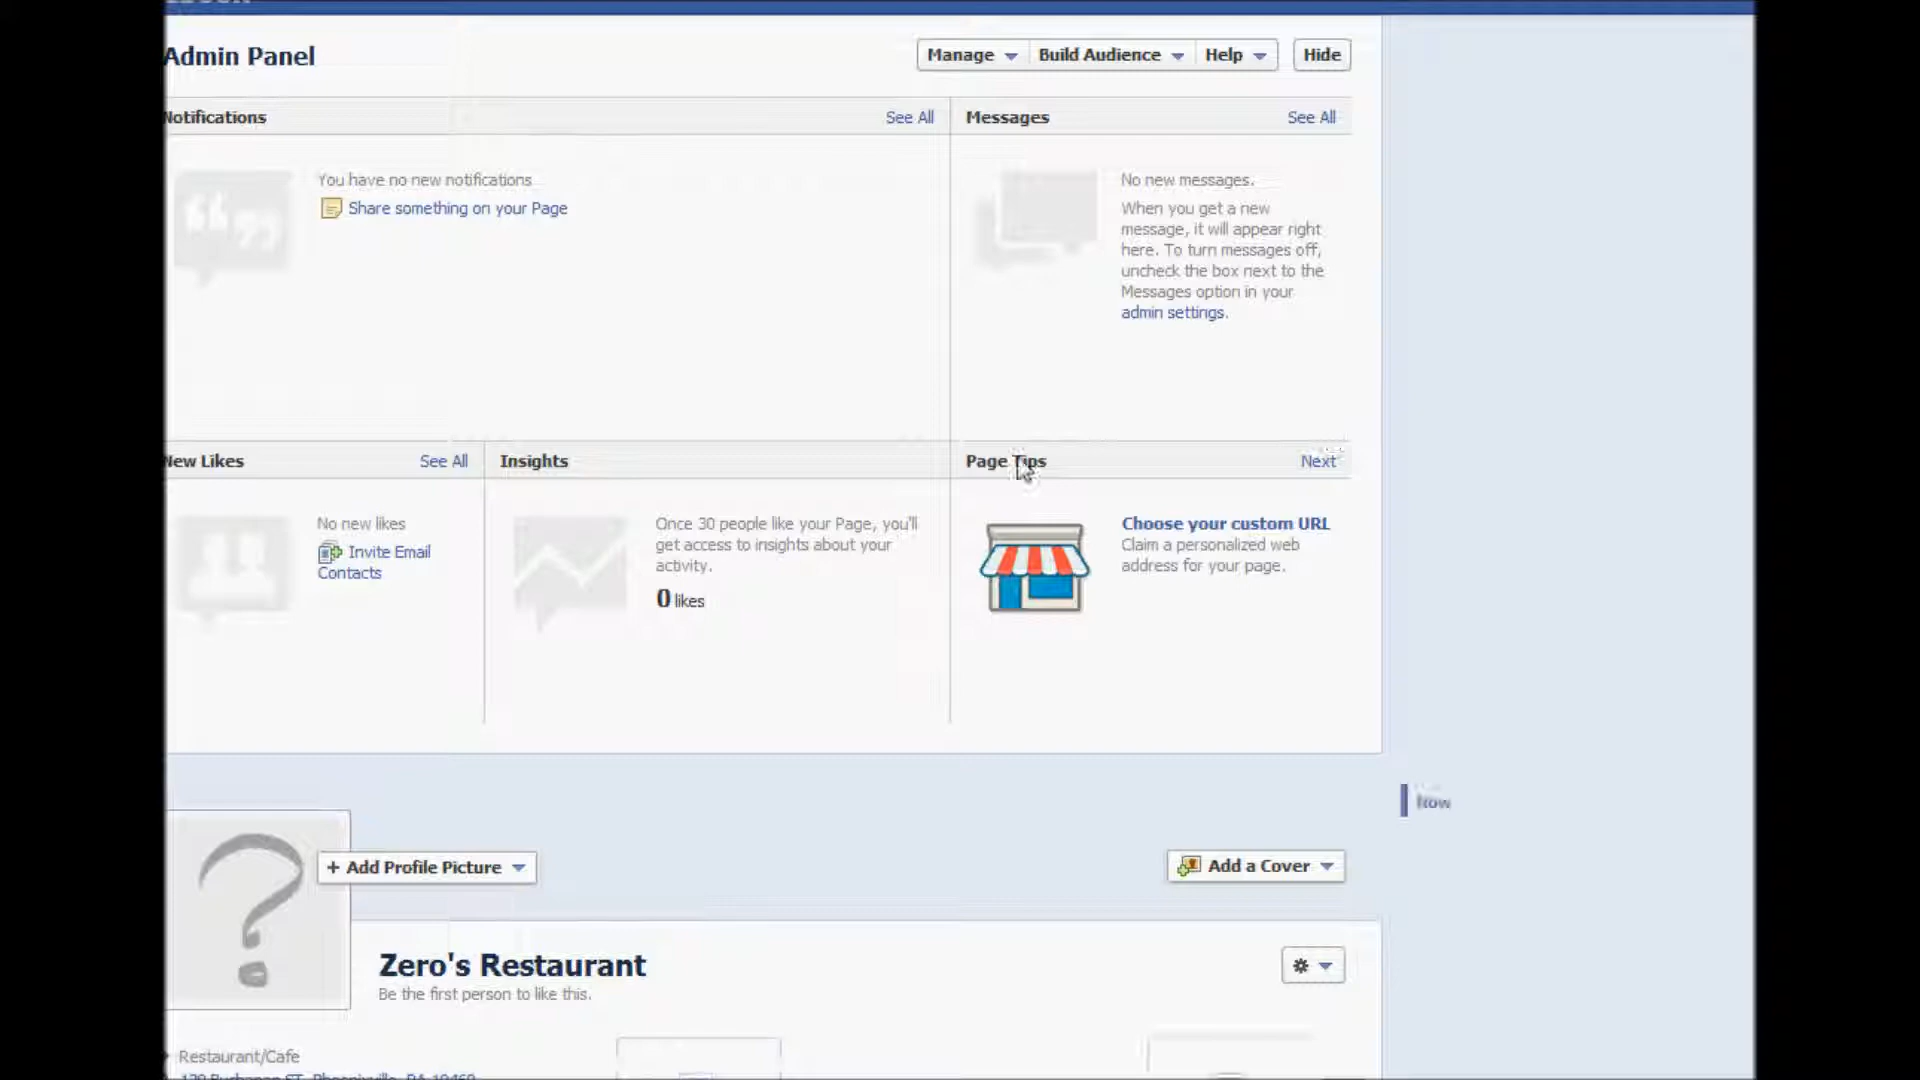 Admin Panel
Manage
Build Audience
Help
Hide
Notifications
See All
Messages
See All
You have no new notifications
Share something on your Page
No new messages.
When you get a new
message, it will appear right
here. To turn messages off,
uncheck the box next to the
Messages option in your
admin settings.
New Likes
See All
Insights
Page Tips
Next
No new likes
Invite Email
Contacts
Once 30 people like your Page, you'll
get access to insights about your
activity.
0 likes
Choose your custom URL
Claim a personalized web
address for your page.
Now
+ Add Profile Picture
Add a Cover
Zero's Restaurant
Be the first person to like this.
Restaurant/Cafe
Buchanan ST, Phoenixville, PA 19460